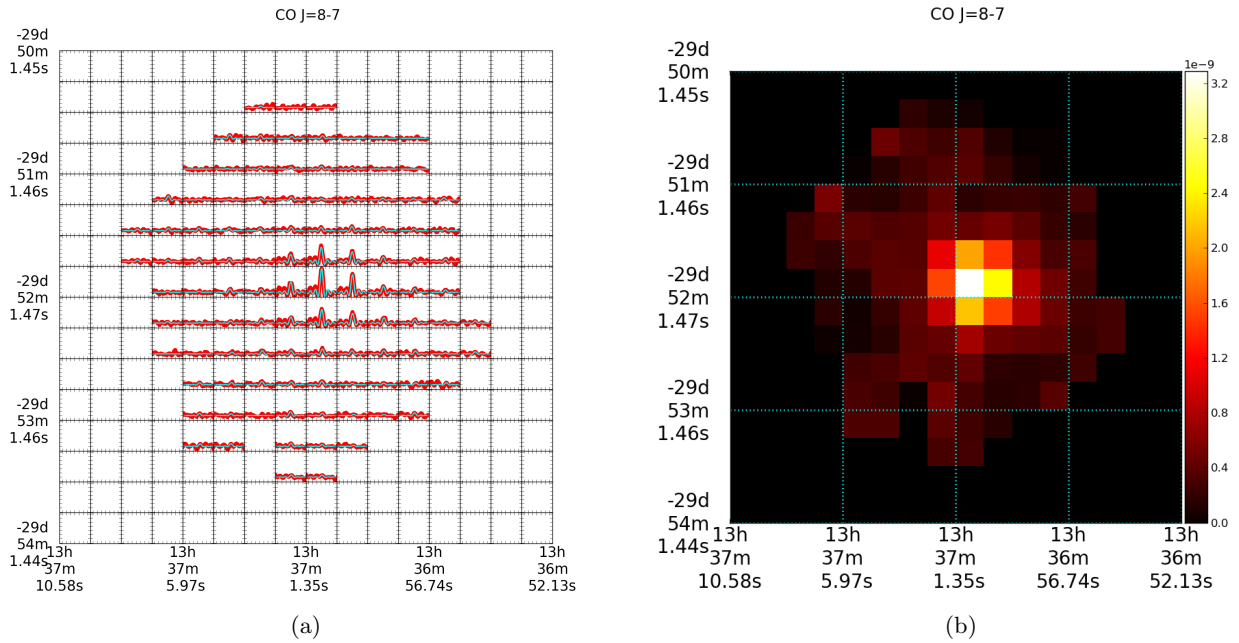 CO J=8-7
-29d
50m
1.45s
-29d
51m
1.46s
-29d
52m
1.47s
-29d
53m
1.46s
-29d
54m
1.44s
13h
37m
10.58s
13h
37m
5.97s
13h
37m
1.35s
13h
36m
56.74s
13h
36m
52.13s
(a)
CO J=8-7
-29d
50m
1.45s
-29d
51m
1.46s
-29d
52m
1.47s
-29d
53m
1.46s
-29d
54m
1.44s
13h
37m
10.58s
13h
37m
5.97s
13h
37m
1.35s
13h
36m
56.74s
13h
36m
52.13s
1e−9
3.2
2.8
2.4
2.0
1.6
1.2
0.8
0.4
0.0
(b)